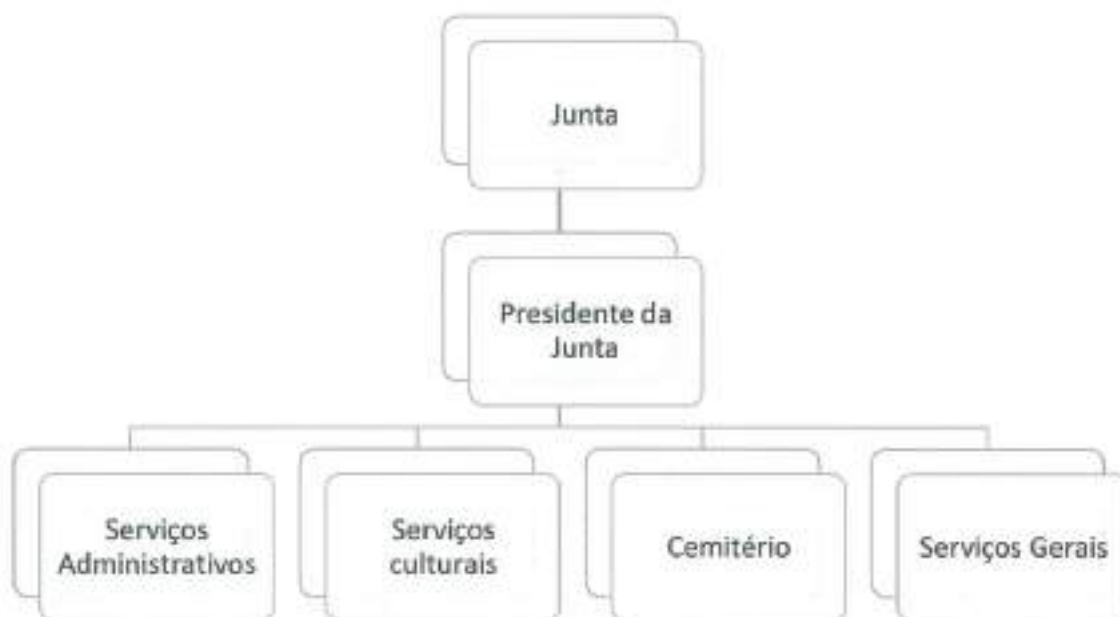 Junta
Presidente da
Junta
Serviços
Administrativos
Serviços
culturais
Cemitério
Serviços Gerais